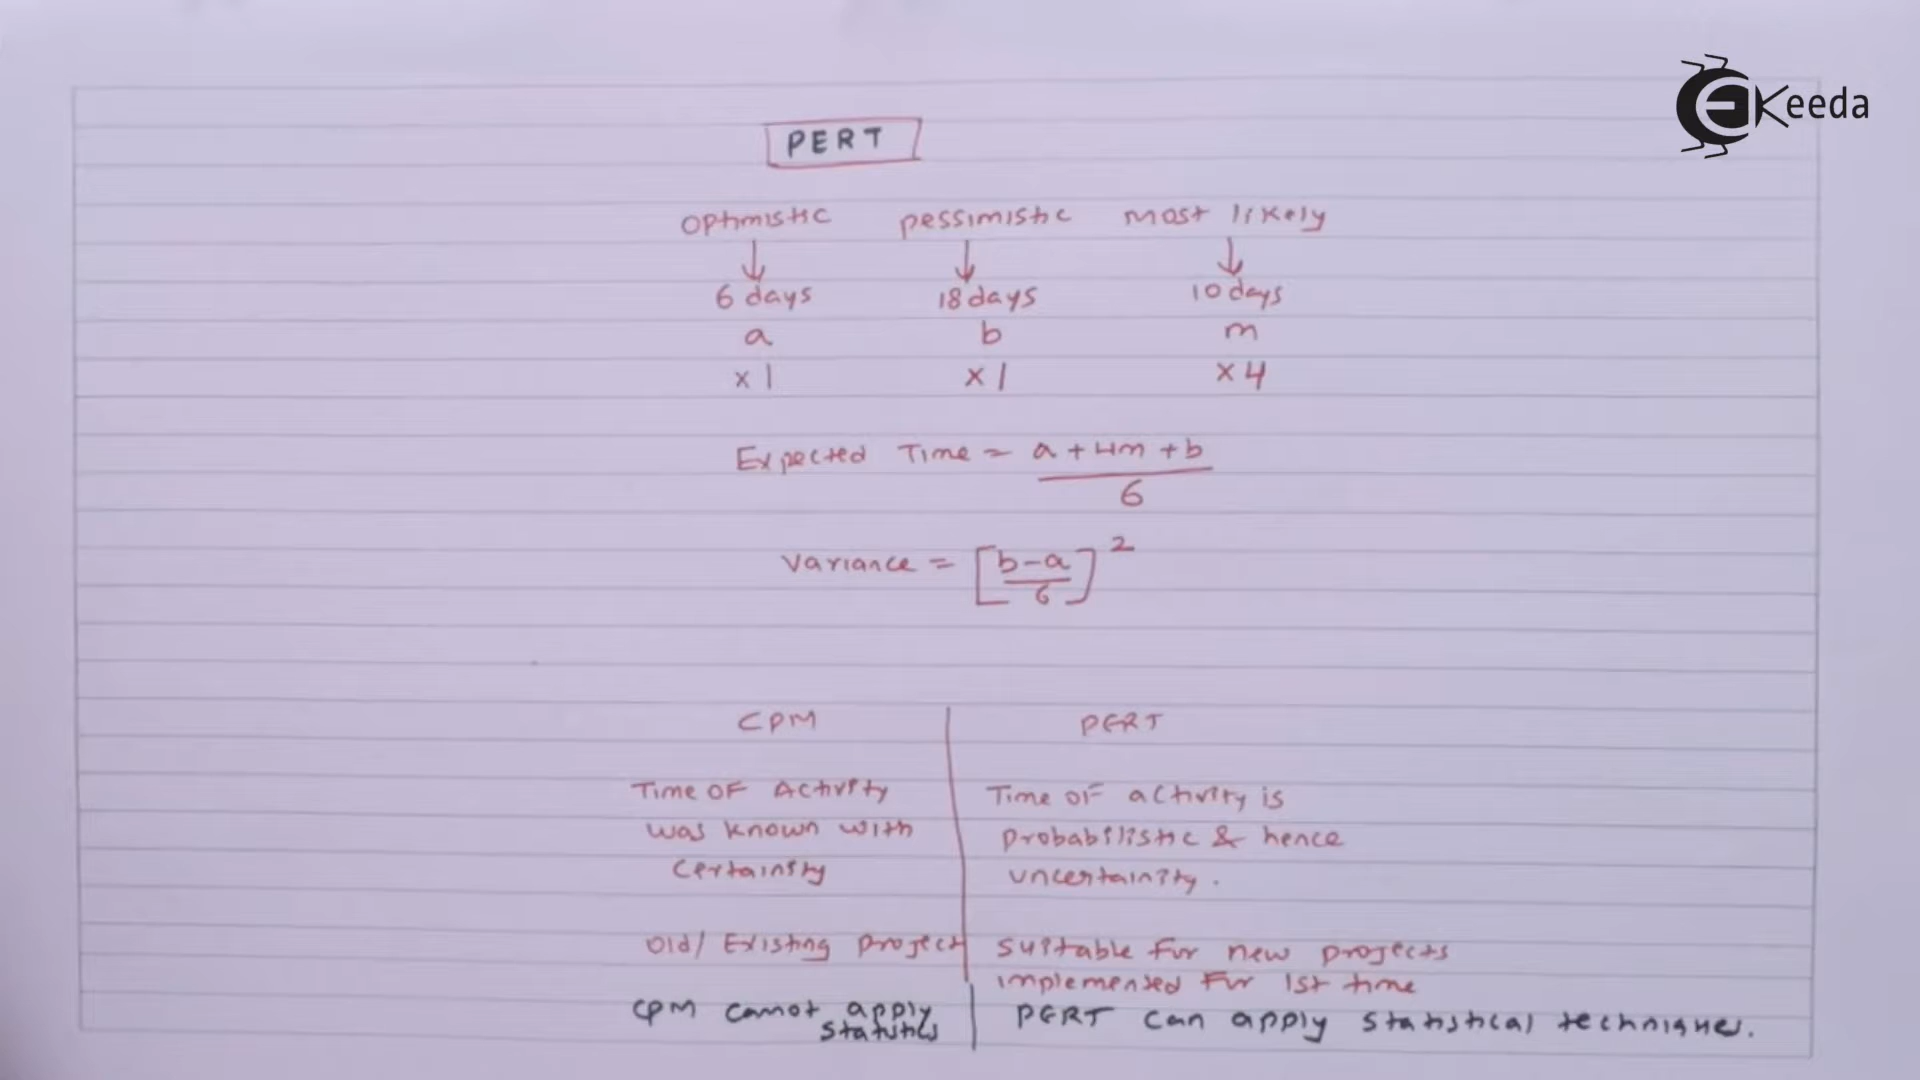 EKeeda
PERT
optimistic pessimistic most likely
6 days 18 days 10 days
a b m
x 1 x 1 x 4
Expected Time = a + 4m + b
6
Variance = [b-a]²
6
CPM PERT
Time OF Activity Time OF activity is
was known with probabilistic & hence
certainity uncertainity.
Old/ Existing project suitable for new projects
implemented for 1st time
CPM cannot apply PERT can apply statistical techniques.
statistics